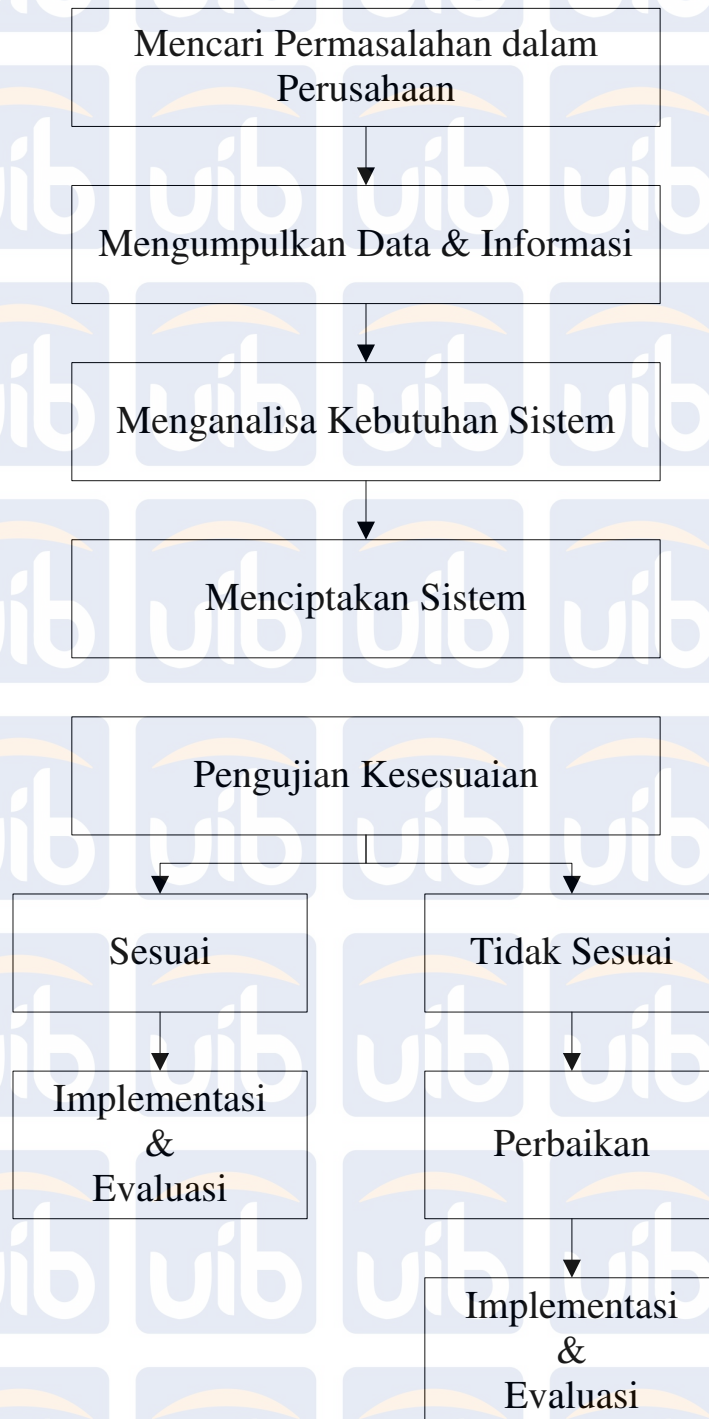 Mencari Permasalahan dalam
Perusahaan
Mengumpulkan Data & Informasi
Menganalisa Kebutuhan Sistem
Menciptakan Sistem
Pengujian Kesesuaian
Sesuai
Tidak Sesuai
Implementasi
&
Evaluasi
Perbaikan
Implementasi
&
Evaluasi